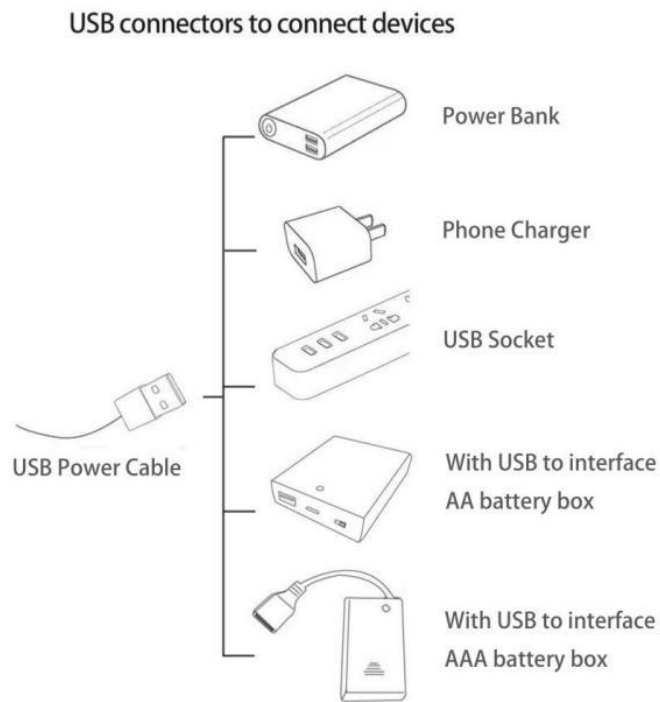 USB connectors to connect devices
Power Bank
Phone Charger
USB Socket
USB Power Cable
With USB to interface
AA battery box
With USB to interface
AAA battery box